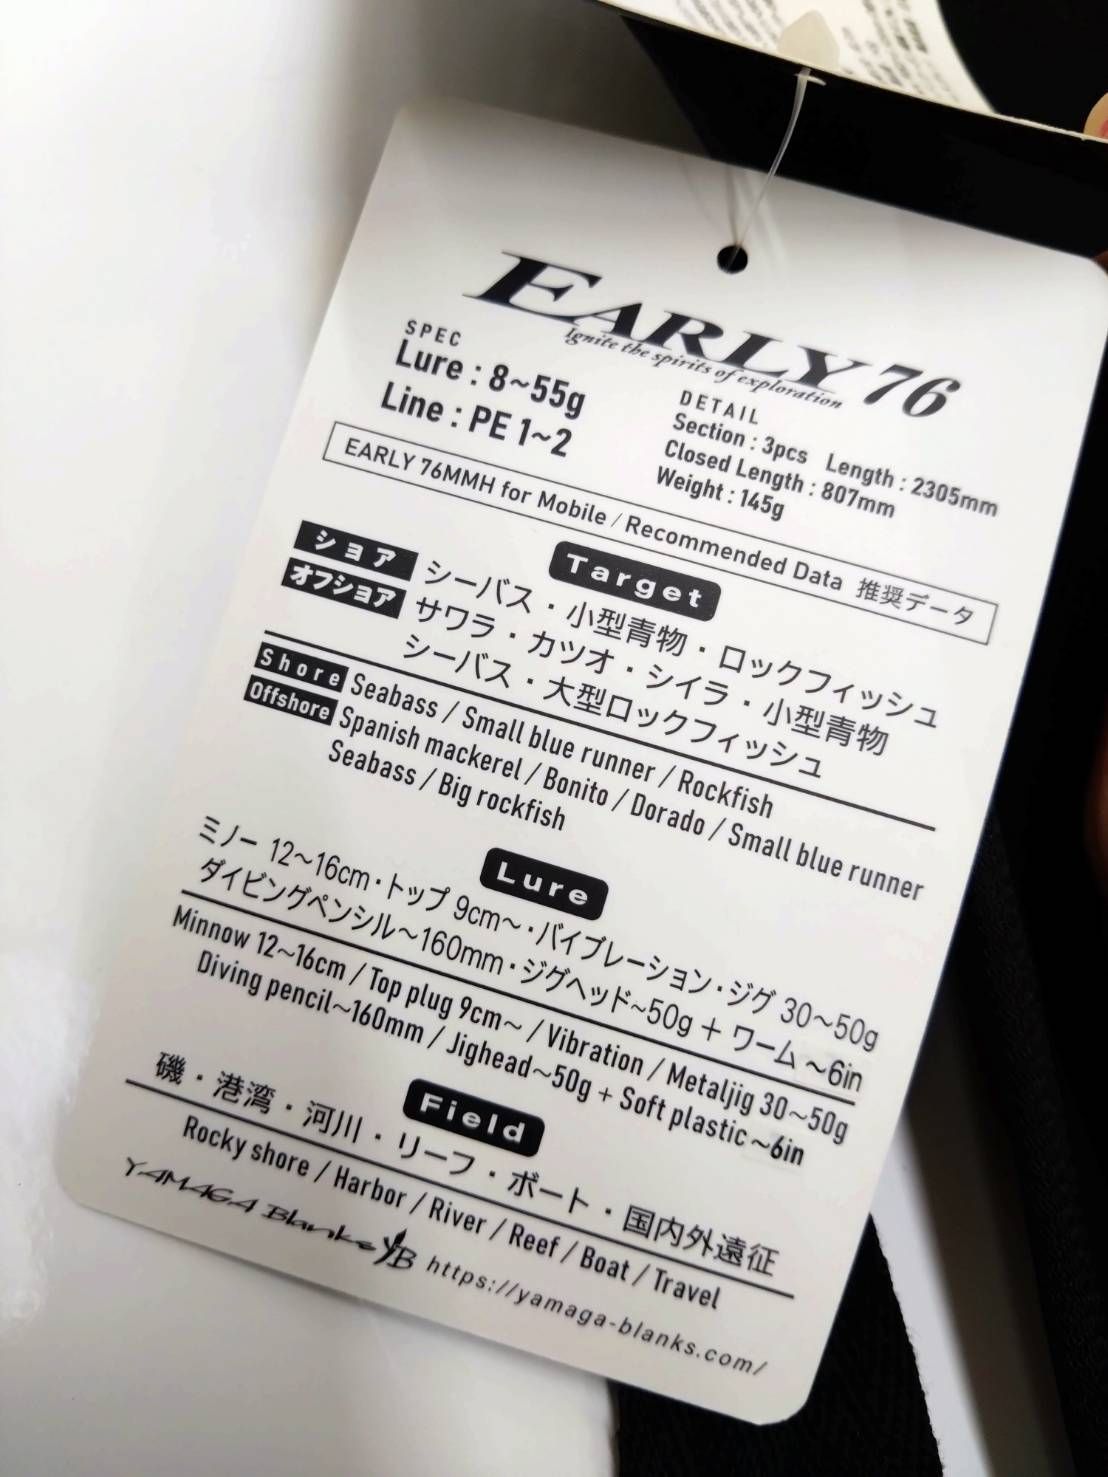 EARLY 76
Ignite the spirits of exploration
SPEC
Lure : 8~55g
Line : PE 1~2
DETAIL
Section : 3pcs Length : 2305mm
Closed Length : 807mm
Weight : 145g
EARLY 76MMH for Mobile / Recommended Data 推奨データ
Target
ショア シーバス・小型青物・ロックフィッシュ
オフショア サワラ・カツオ・シイラ・小型青物
シーバス・大型ロックフィッシュ
Shore Seabass / Small blue runner / Rockfish
Offshore Spanish mackerel / Bonito / Dorado / Small blue runner
Seabass / Big rockfish
Lure
ミノー 12～16cm・トップ 9cm～・バイブレーション・ジグ 30～50g
ダイビングペンシル～160mm・ジグヘッド~50g + ワーム ～6in
Minnow 12~16cm / Top plug 9cm~ / Vibration / Metaljig 30~50g
Diving pencil~160mm / Jighead~50g + Soft plastic ~6in
Field
磯・港湾・河川・リーフ・ボート・国内外遠征
Rocky shore / Harbor / River / Reef / Boat / Travel
YAMAGA Blanks YB https://yamaga-blanks.com/